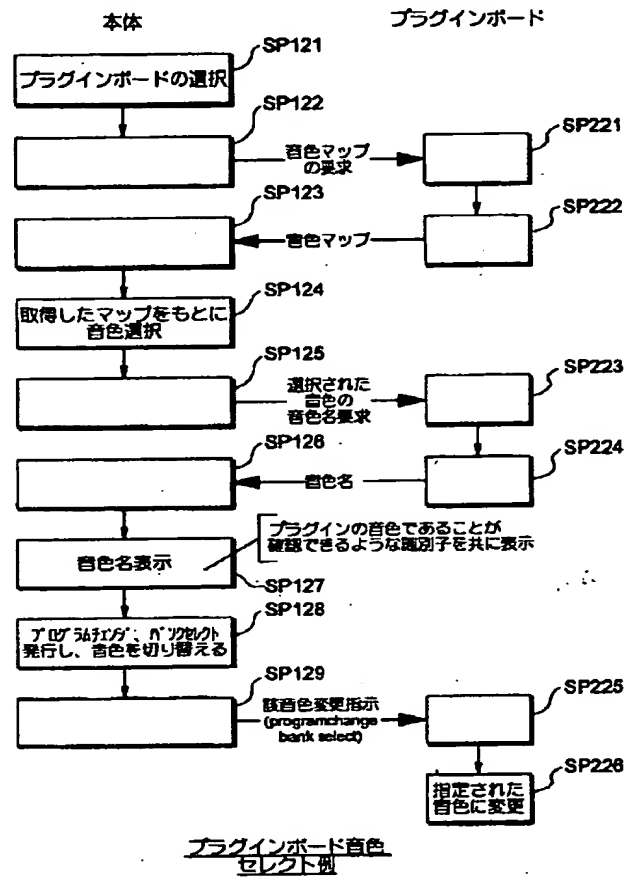 本体
プラグインボード
SP121
プラグインボードの選択
SP122
音色マップ
の要求
SP221
SP123
音色マップ
SP222
SP124
取得したマップをもとに
音色選択
SP125
選択された
音色の
音色名要求
SP223
SP126
音色名
SP224
音色名表示
プラグインの音色であることが
確認できるような識別子を共に表示
SP127
SP128
プログラムチェンジ、バンクセレクト
発行し、音色を切り替える
SP129
該音色変更指示
(programchange
bank select)
SP225
SP226
指定された
音色に変更
プラグインボード音色
セレクト例